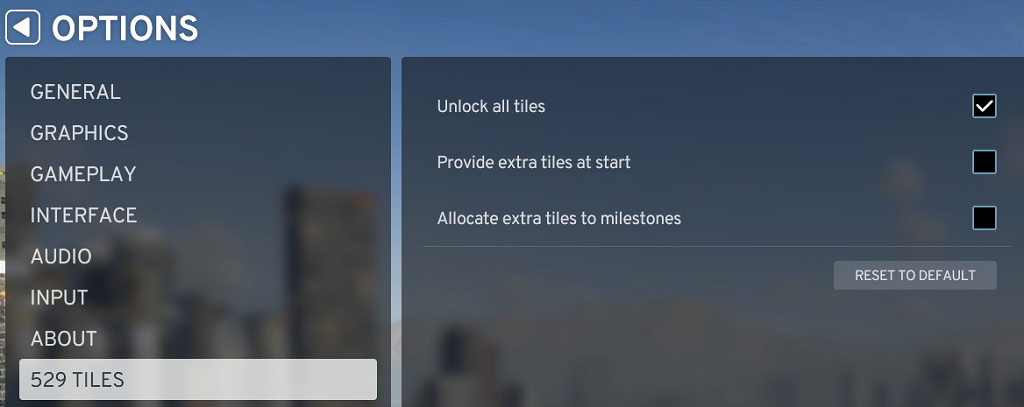 OPTIONS
GENERAL
GRAPHICS
GAMEPLAY
INTERFACE
AUDIO
INPUT
ABOUT
529 TILES
Unlock all tiles
Provide extra tiles at start
Allocate extra tiles to milestones
RESET TO DEFAULT